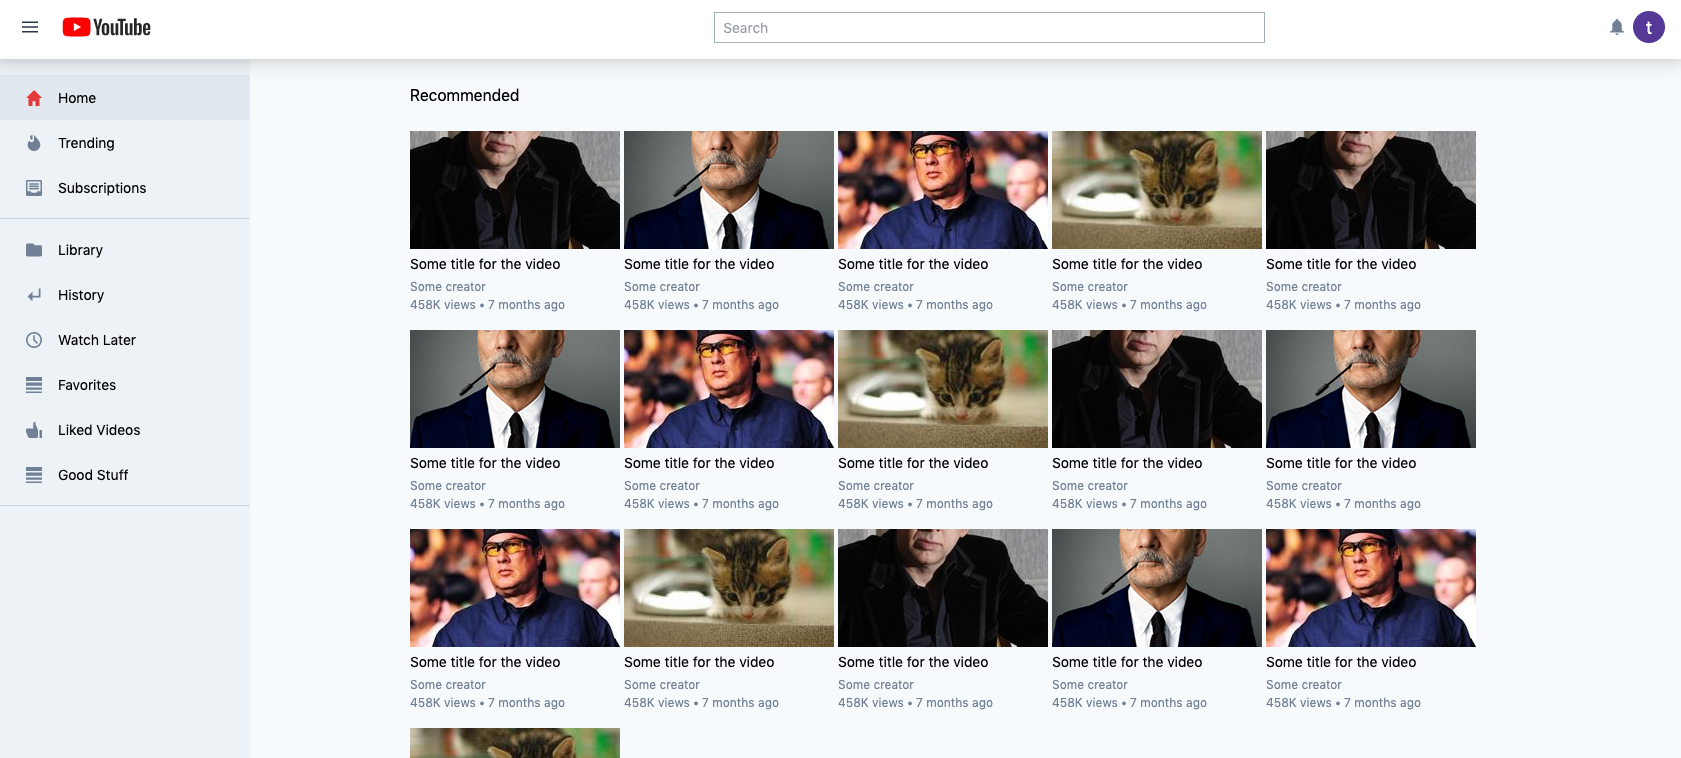 YouTube
Search
t
Home
Trending
Subscriptions
Library
History
Watch Later
Favorites
Liked Videos
Good Stuff
Recommended
Some title for the video Some title for the video Some title for the video Some title for the video Some title for the video
Some creator Some creator Some creator Some creator Some creator
458K views • 7 months ago 458K views • 7 months ago 458K views • 7 months ago 458K views • 7 months ago 458K views • 7 months ago
Some title for the video Some title for the video Some title for the video Some title for the video Some title for the video
Some creator Some creator Some creator Some creator Some creator
458K views • 7 months ago 458K views • 7 months ago 458K views • 7 months ago 458K views • 7 months ago 458K views • 7 months ago
Some title for the video Some title for the video Some title for the video Some title for the video Some title for the video
Some creator Some creator Some creator Some creator Some creator
458K views • 7 months ago 458K views • 7 months ago 458K views • 7 months ago 458K views • 7 months ago 458K views • 7 months ago